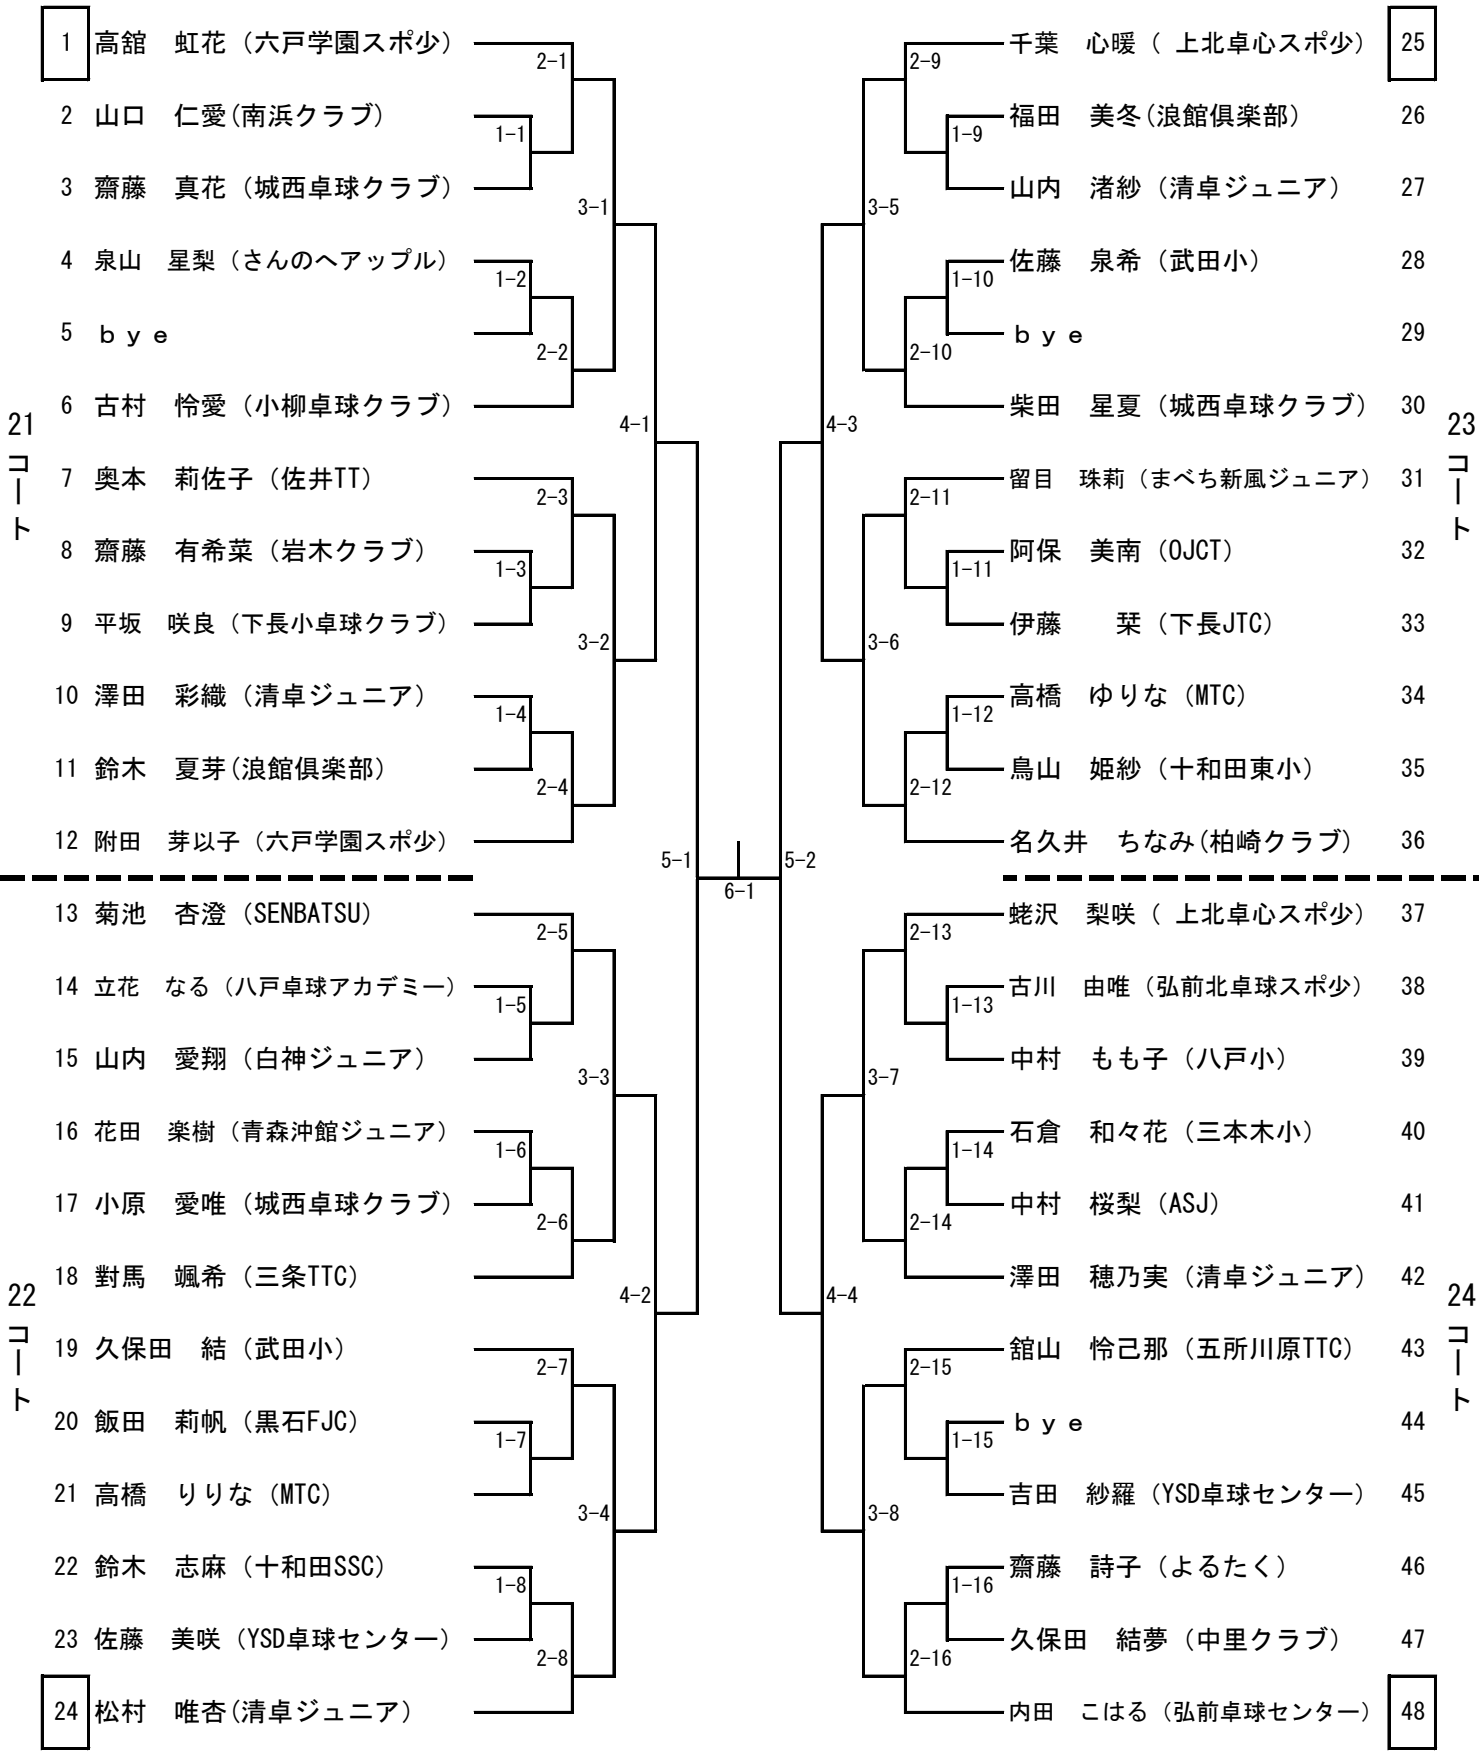 1 高舘　虹花（六戸学園スポ少）
2 山口　仁愛(南浜クラブ）
3 齋藤　真花（城西卓球クラブ）
4 泉山　星梨（さんのへアップル）
5 ｂｙｅ
6 古村　怜愛（小柳卓球クラブ）
7 奥本　莉佐子（佐井TT）
8 齋藤　有希菜（岩木クラブ）
9 平坂　咲良（下長小卓球クラブ）
10 澤田　彩織（清卓ジュニア）
11 鈴木　夏芽(浪館俱楽部）
12 附田　芽以子（六戸学園スポ少）
21コート
2-1
1-1
3-1
1-2
2-2
4-1
2-3
1-3
3-2
1-4
2-4
5-1
13 菊池　杏澄（SENBATSU）
14 立花　なる（八戸卓球アカデミー）
15 山内　愛翔（白神ジュニア）
16 花田　楽樹（青森沖館ジュニア）
17 小原　愛唯（城西卓球クラブ）
18 對馬　颯希（三条TTC）
19 久保田　結（武田小）
20 飯田　莉帆（黒石FJC）
21 高橋　りりな（MTC）
22 鈴木　志麻（十和田SSC）
23 佐藤　美咲（YSD卓球センター）
24 松村　唯杏(清卓ジュニア）
22コート
2-5
1-5
3-3
1-6
2-6
4-2
2-7
1-7
3-4
1-8
2-8
6-1
千葉　心暖（ 上北卓心スポ少） 25
福田　美冬(浪館俱楽部） 26
山内　渚紗（清卓ジュニア） 27
佐藤　泉希（武田小） 28
ｂｙｅ 29
柴田　星夏（城西卓球クラブ） 30
留目　珠莉（まべち新風ジュニア） 31
阿保　美南（OJCT） 32
伊藤　　栞（下長JTC） 33
高橋　ゆりな（MTC） 34
鳥山　姫紗（十和田東小） 35
名久井　ちなみ(柏崎クラブ） 36
23コート
2-9
1-9
3-5
1-10
2-10
4-3
2-11
1-11
3-6
1-12
2-12
5-2
蛯沢　梨咲（ 上北卓心スポ少） 37
古川　由唯（弘前北卓球スポ少） 38
中村　もも子（八戸小） 39
石倉　和々花（三本木小） 40
中村　桜梨（ASJ） 41
澤田　穂乃実（清卓ジュニア） 42
舘山　怜己那（五所川原TTC） 43
ｂｙｅ 44
吉田　紗羅（YSD卓球センター） 45
齋藤　詩子（よるたく） 46
久保田　結夢（中里クラブ） 47
内田　こはる（弘前卓球センター） 48
24コート
2-13
1-13
3-7
1-14
2-14
4-4
2-15
1-15
3-8
1-16
2-16